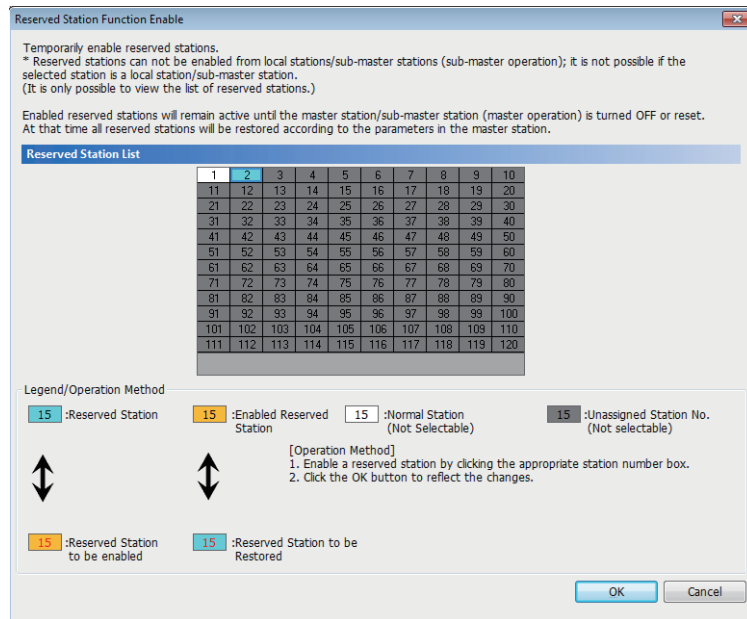 Reserved Station Function Enable
Temporarily enable reserved stations.
* Reserved stations can not be enabled from local stations/sub-master stations (sub-master operation); it is not possible if the
selected station is a local station/sub-master station.
(It is only possible to view the list of reserved stations.)
Enabled reserved stations will remain active until the master station/sub-master station (master operation) is turned OFF or reset.
At that time all reserved stations will be restored according to the parameters in the master station.
Reserved Station List
1 2 3 4 5 6 7 8 9 10
11 12 13 14 15 16 17 18 19 20
21 22 23 24 25 26 27 28 29 30
31 32 33 34 35 36 37 38 39 40
41 42 43 44 45 46 47 48 49 50
51 52 53 54 55 56 57 58 59 60
61 62 63 64 65 66 67 68 69 70
71 72 73 74 75 76 77 78 79 80
81 82 83 84 85 86 87 88 89 90
91 92 93 94 95 96 97 98 99 100
101 102 103 104 105 106 107 108 109 110
111 112 113 114 115 116 117 118 119 120
Legend/Operation Method
15 :Reserved Station
15 :Enabled Reserved
Station
15 :Normal Station
(Not Selectable)
15 :Unassigned Station No.
(Not selectable)
[Operation Method]
1. Enable a reserved station by clicking the appropriate station number box.
2. Click the OK button to reflect the changes.
15 :Reserved Station
to be enabled
15 :Reserved Station to be
Restored
OK Cancel